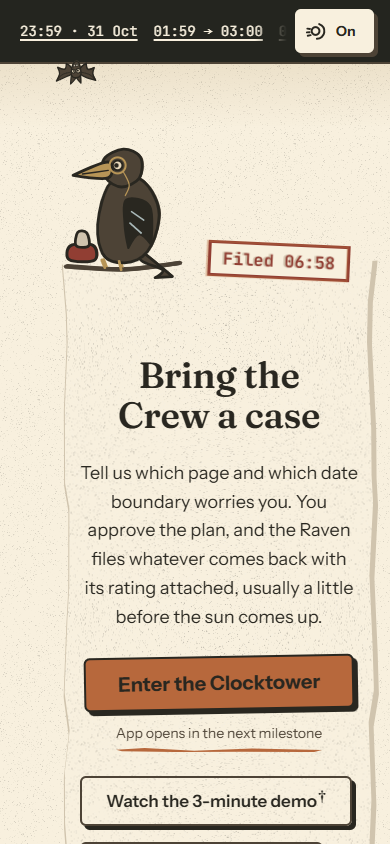 23:59 · 31 Oct 01:59 → 03:00
On
Filed 06:58
Bring the
Crew a case
Tell us which page and which date
boundary worries you. You
approve the plan, and the Raven
files whatever comes back with
its rating attached, usually a little
before the sun comes up.
Enter the Clocktower
App opens in the next milestone
Watch the 3-minute demo†